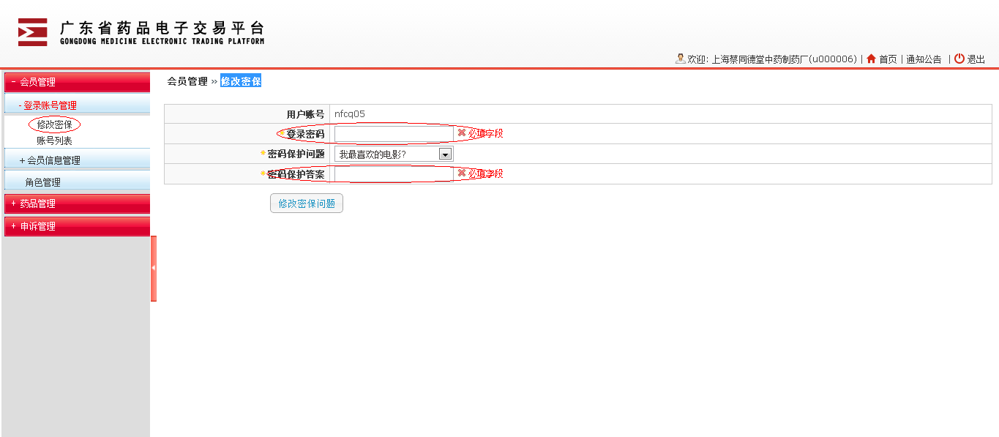 广东省药品电子交易平台
GONGDONG MEDICINE ELECTRONIC TRADING PLATFORM
欢迎: 上海蔡同德堂中药制药厂(u000006) | 首页 | 通知公告 | 退出
- 会员管理
会员管理 » 修改密保
- 登录账号管理
修改密保
账号列表
+ 会员信息管理
角色管理
+ 药品管理
+ 申诉管理
用户账号 nfcq05
*登录密码 必填字段
*密码保护问题 我最喜欢的电影?
*密码保护答案 必填字段
修改密保问题